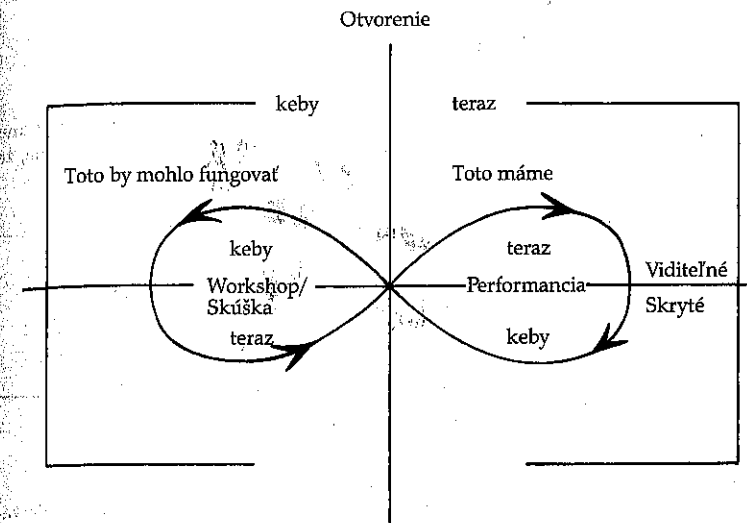 Otvorenie
keby
teraz
Toto by mohlo fungovať
Toto máme
keby
teraz
Workshop/
Skúška
Performancia
Viditeľné
Skryté
teraz
keby